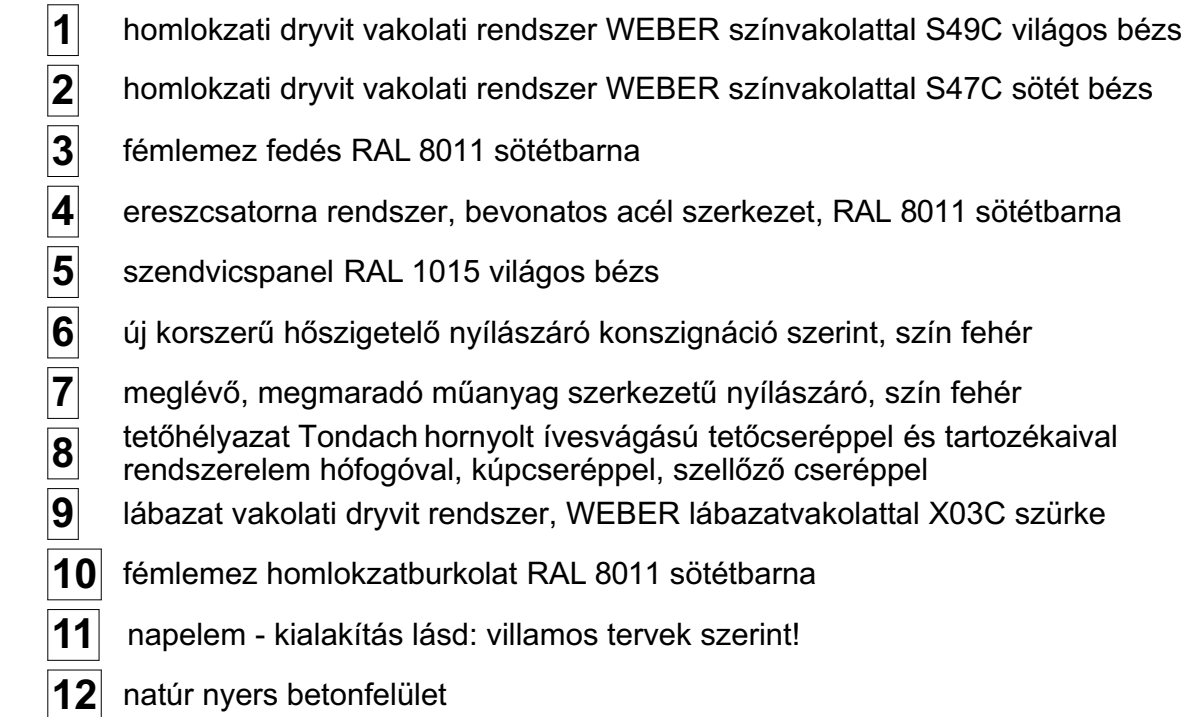 1 homlokzati dryvit vakolati rendszer WEBER színvakolattal S49C világos bézs
2 homlokzati dryvit vakolati rendszer WEBER színvakolattal S47C sötét bézs
3 fémlemez fedés RAL 8011 sötétbarna
4 ereszcsatorna rendszer, bevonatos acél szerkezet, RAL 8011 sötétbarna
5 szendvicspanel RAL 1015 világos bézs
6 új korszerű hőszigetelő nyílászáró konszignáció szerint, szín fehér
7 meglévő, megmaradó műanyag szerkezetű nyílászáró, szín fehér
8 tetőhélyazat Tondach hornyolt ívesvágású tetőcseréppel és tartozékaival
rendszerelem hófogóval, kúpcseréppel, szellőző cseréppel
9 lábazat vakolati dryvit rendszer, WEBER lábazatvakolattal X03C szürke
10 fémlemez homlokzatburkolat RAL 8011 sötétbarna
11 napelem - kialakítás lásd: villamos tervek szerint!
12 natúr nyers betonfelület